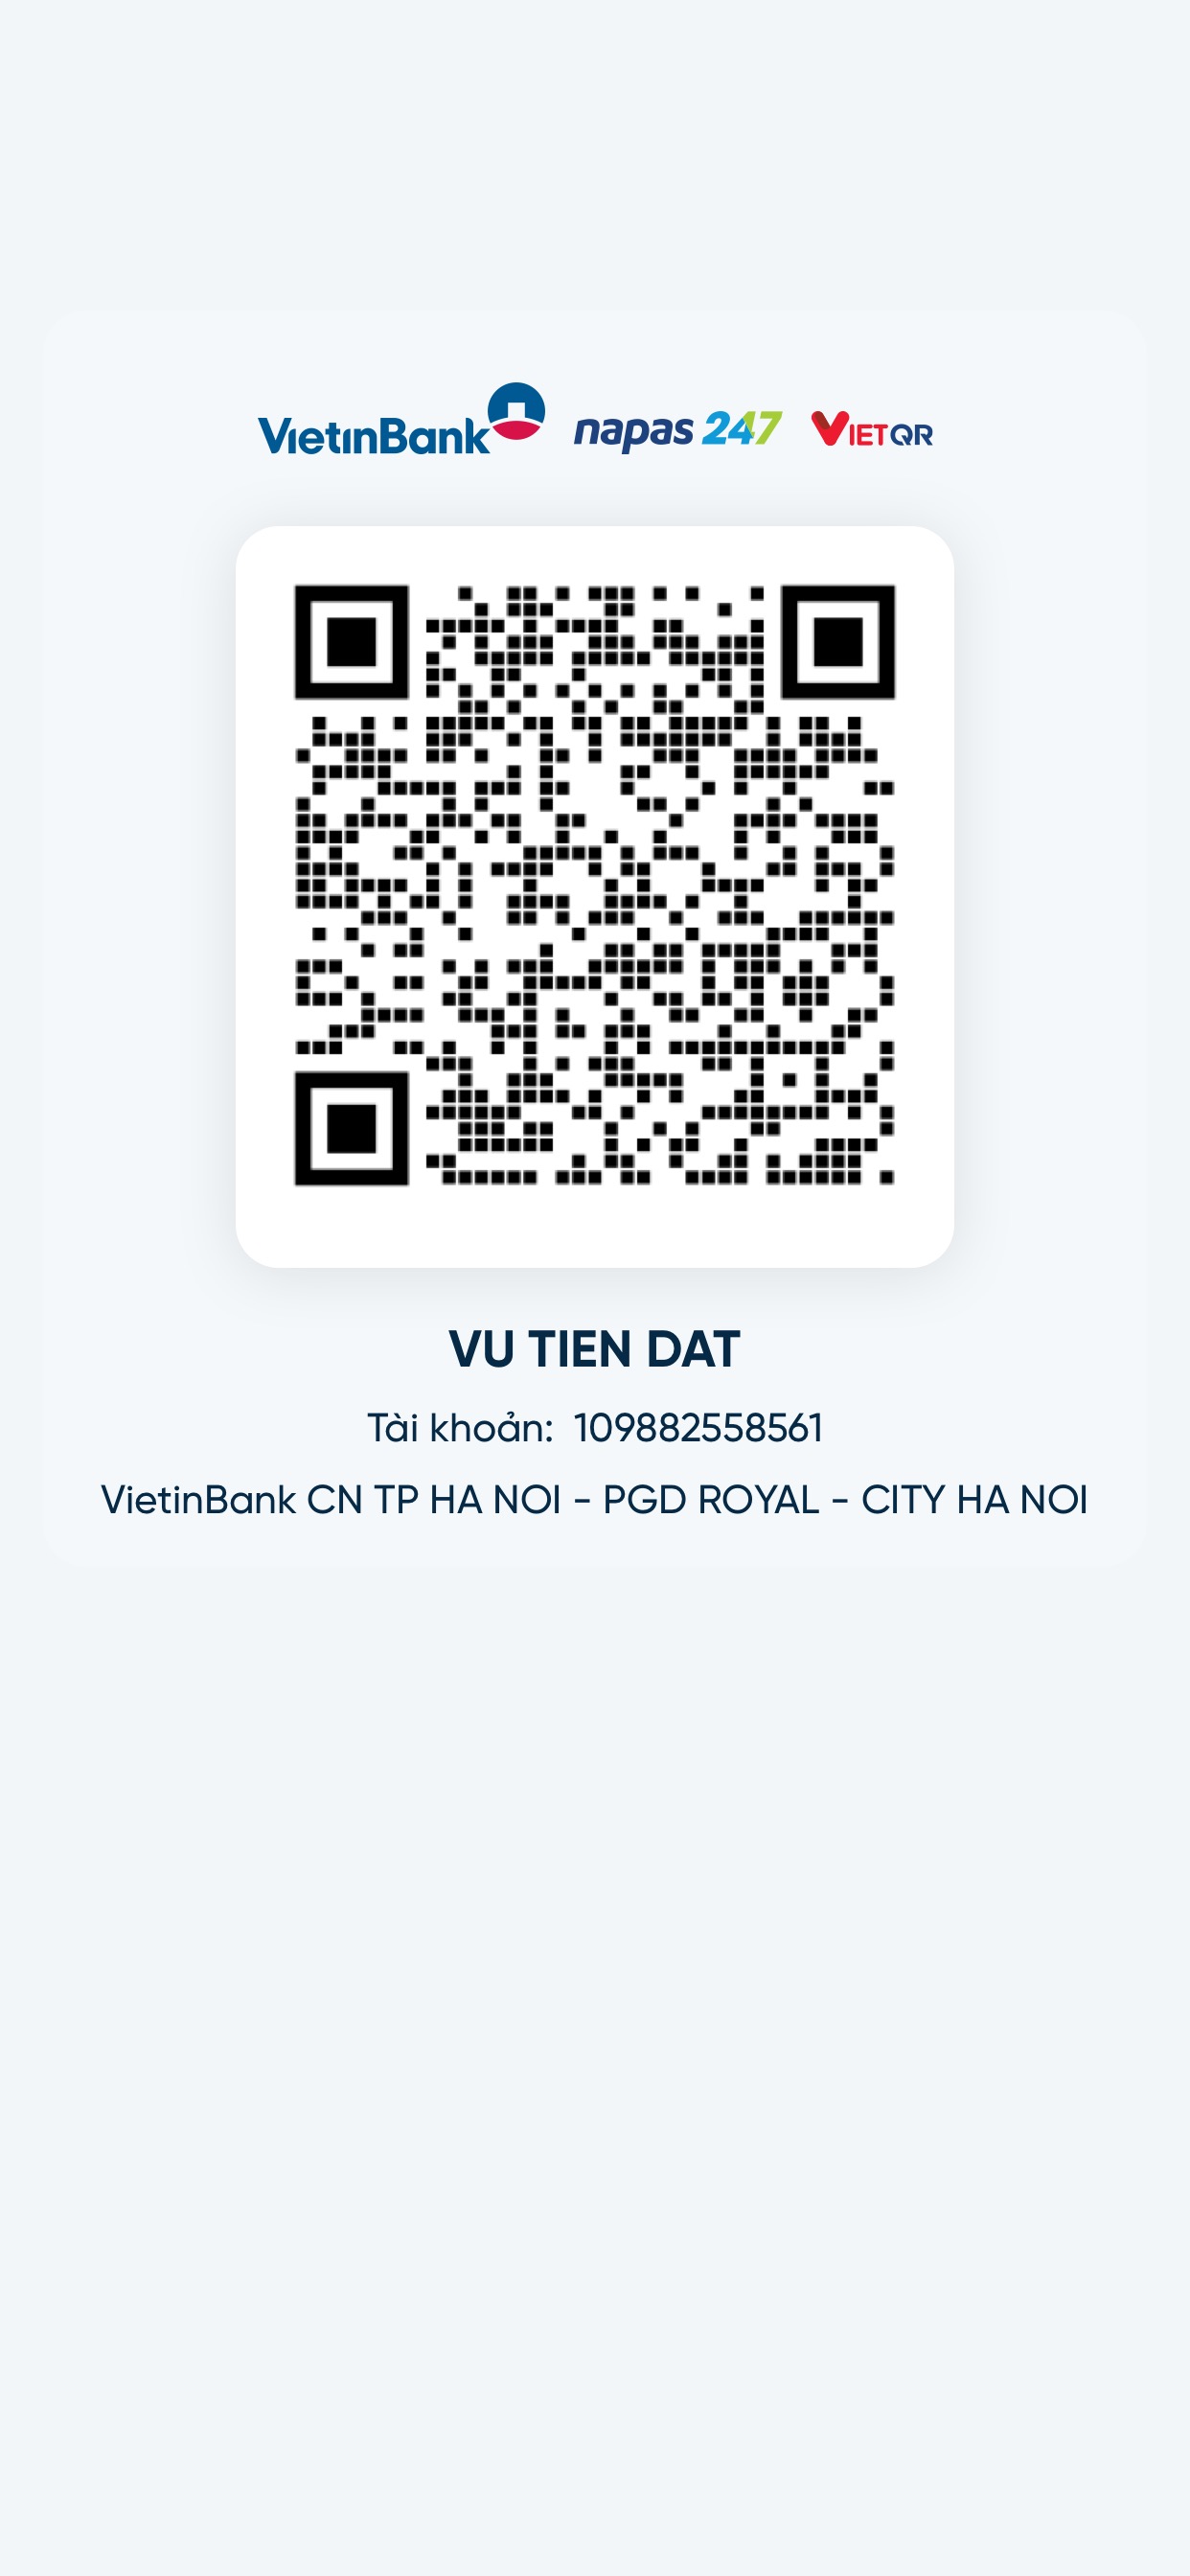 VietinBank napas 247 VIETQR
VU TIEN DAT
Tài khoản: 109882558561
VietinBank CN TP HA NOI - PGD ROYAL - CITY HA NOI